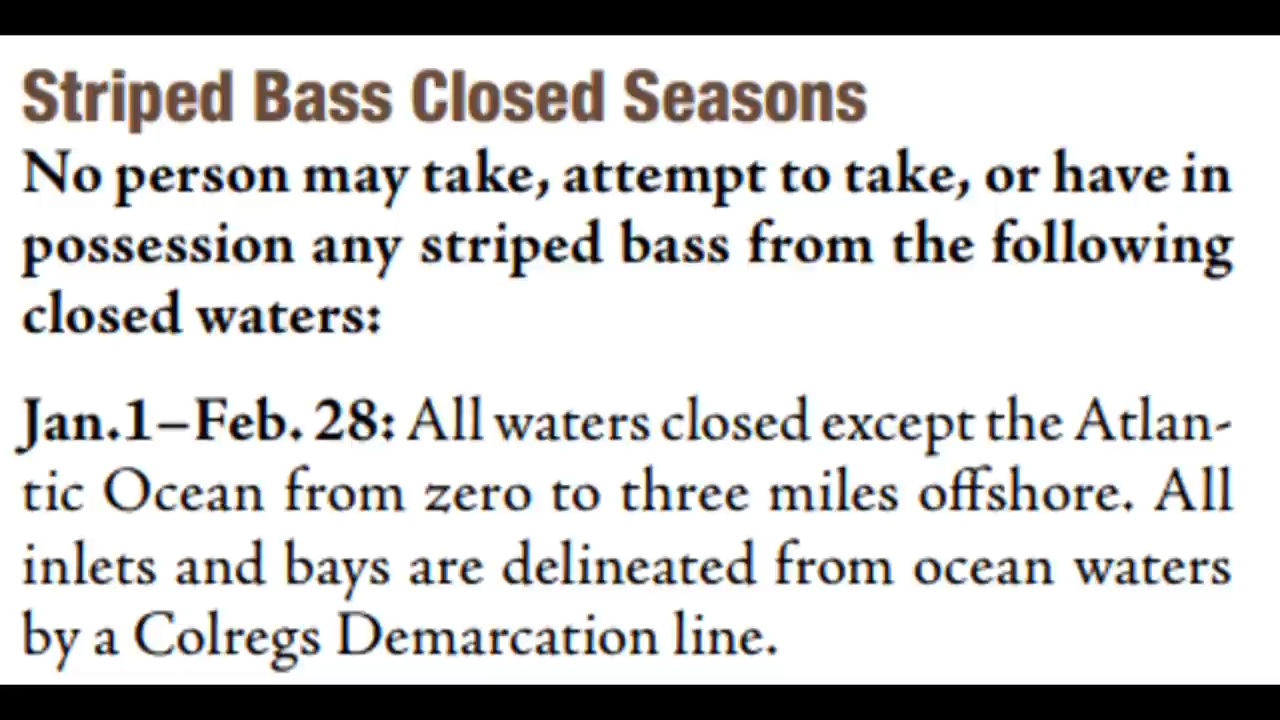 Striped Bass Closed Seasons
No person may take, attempt to take, or have in
possession any striped bass from the following
closed waters:
Jan.1–Feb. 28: All waters closed except the Atlan-
tic Ocean from zero to three miles offshore. All
inlets and bays are delineated from ocean waters
by a Colregs Demarcation line.